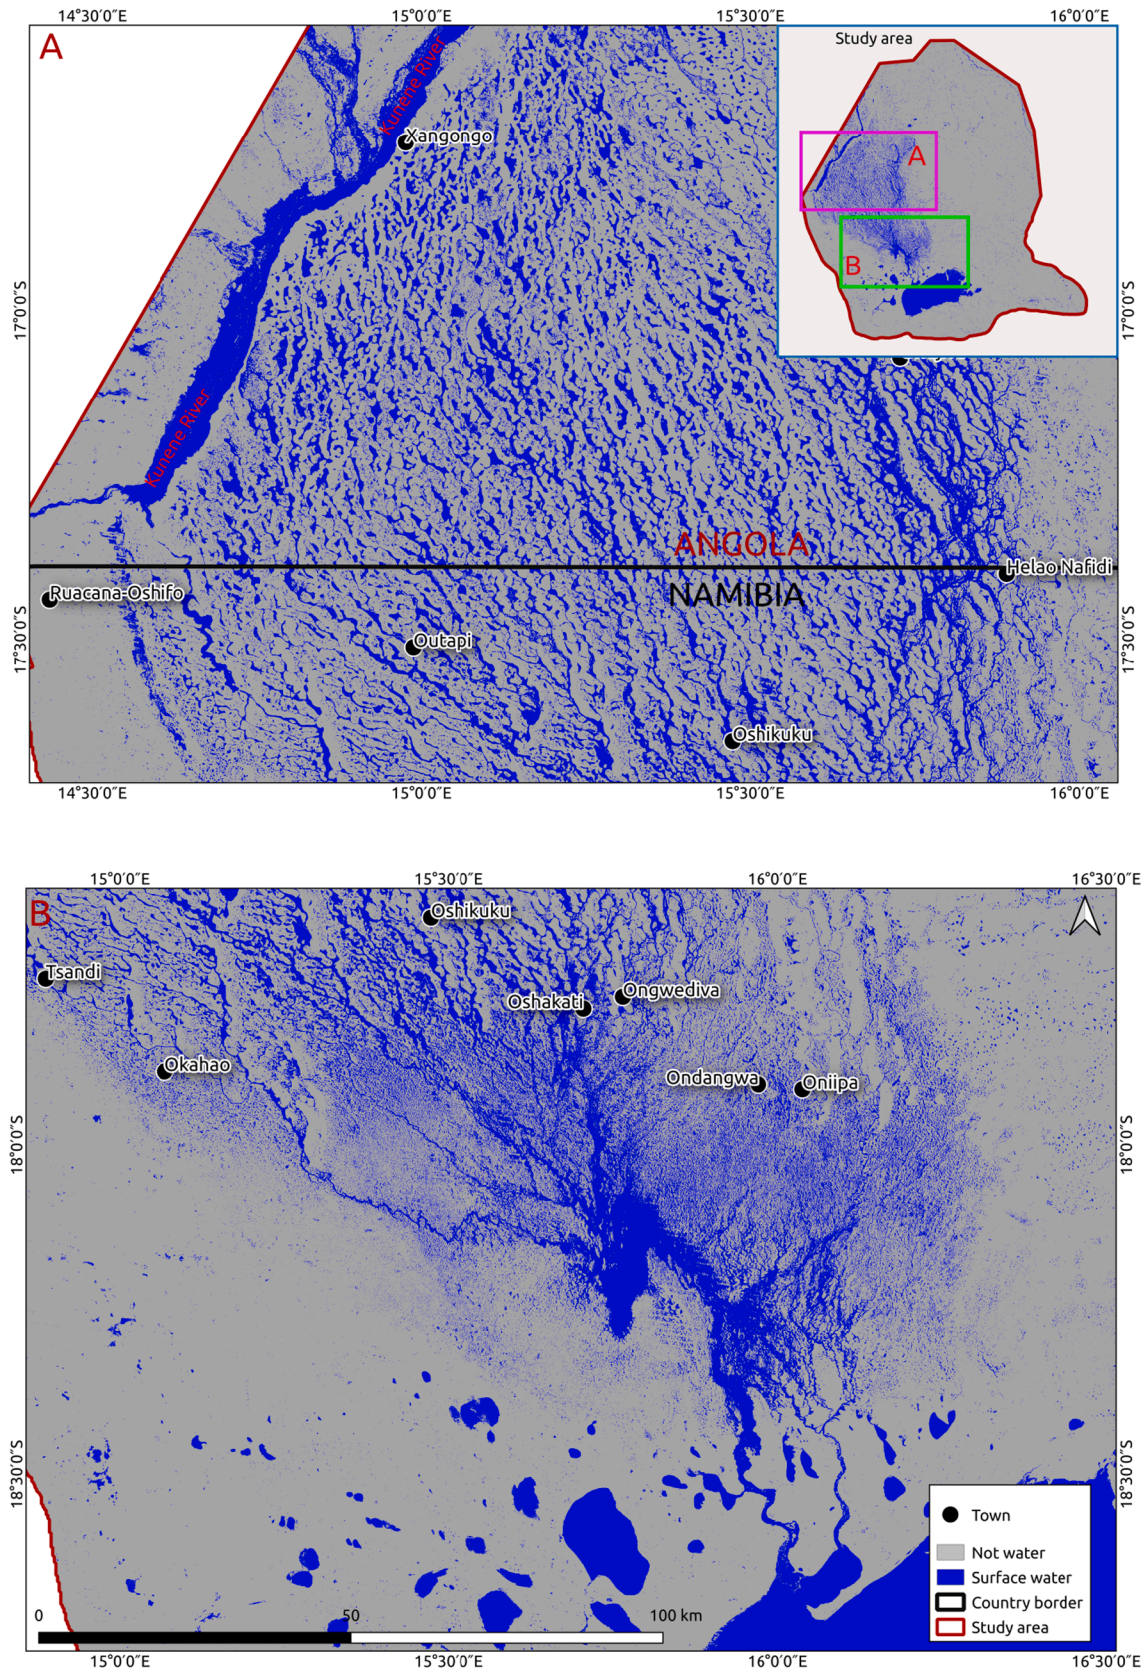 14°30'0"E 15°0'0"E 15°30'0"E 16°0'0"E
A
Kunene River
Study area
Xangongo
A
B
17°0'0"S
17°0'0"S
Kunene River
ANGOLA
Helao Nafidi
Ruacana-Oshifo
NAMIBIA
17°30'0"S
17°30'0"S
Outapi
Oshikuku
14°30'0"E 15°0'0"E 15°30'0"E 16°0'0"E
15°0'0"E 15°30'0"E 16°0'0"E 16°30'0"E
B
Oshikuku
Tsandi
Oshakati
Ongwediva
Okahao
Ondangwa
Oniipa
18°0'0"S
18°0'0"S
18°30'0"S
18°30'0"S
Town
Not water
Surface water
Country border
Study area
0 50 100 km
15°0'0"E 15°30'0"E 16°0'0"E